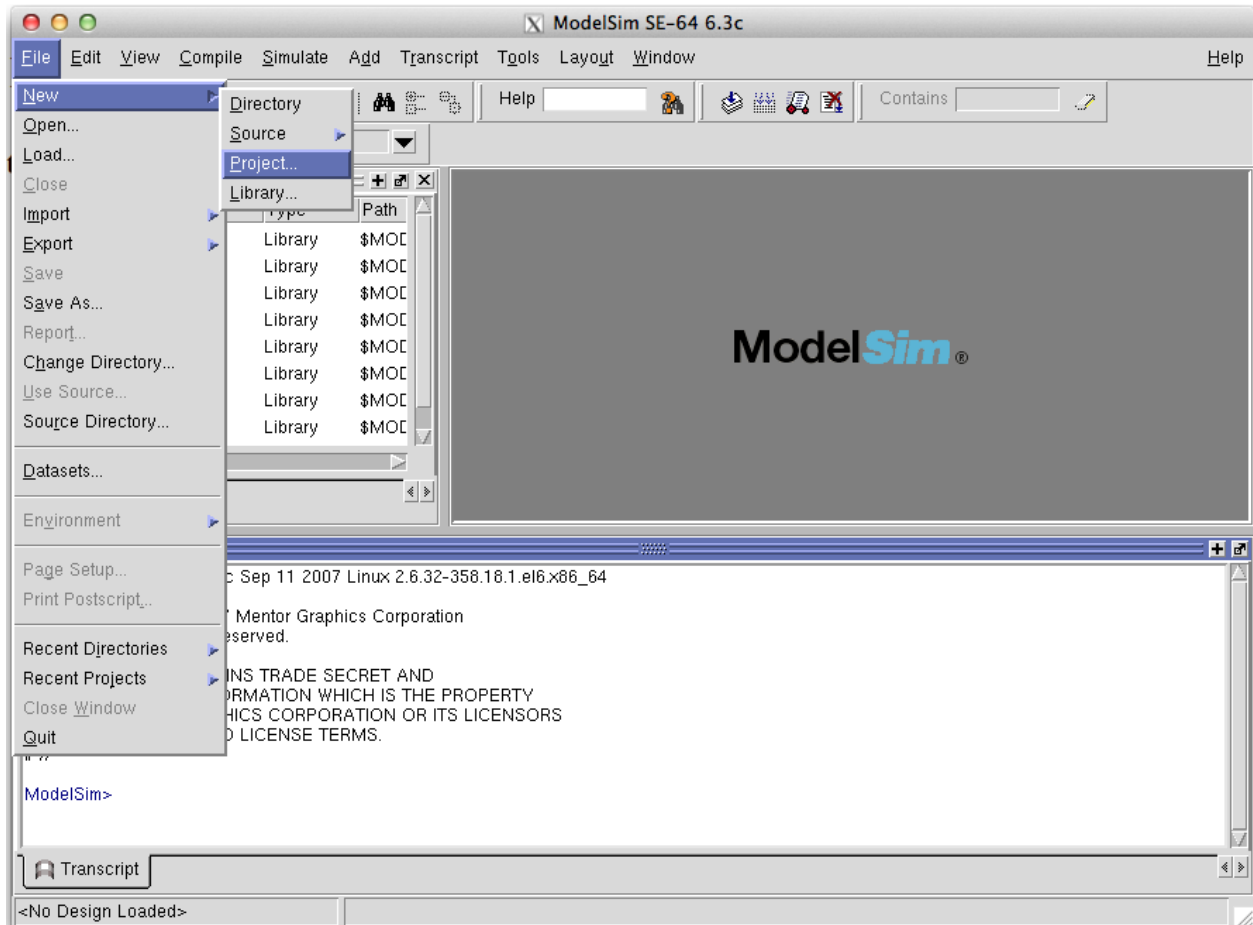 ModelSim SE-64 6.3c
File Edit View Compile Simulate Add Transcript Tools Layout Window Help
New
Open...
Load...
Close
Import
Export
Save
Save As...
Report...
Change Directory...
Use Source...
Source Directory...
Datasets...
Environment
Page Setup...
Print Postscript...
Recent Directories
Recent Projects
Close Window
Quit
Directory
Source
Project...
Library...
Help
Contains
Path
Library $MOD
Library $MOD
Library $MOD
Library $MOD
Library $MOD
Library $MOD
Library $MOD
Library $MOD
ModelSim ®
Sep 11 2007 Linux 2.6.32-358.18.1.el6.x86_64
Mentor Graphics Corporation
eserved.
INS TRADE SECRET AND
ORMATION WHICH IS THE PROPERTY
HICS CORPORATION OR ITS LICENSORS
LICENSE TERMS.
ModelSim>
Transcript
<No Design Loaded>